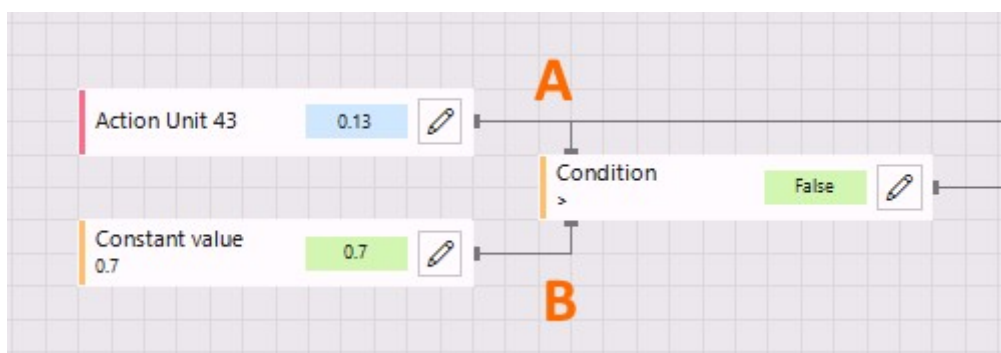 A
Action Unit 43
0.13
Condition
>
False
Constant value
0.7
0.7
B